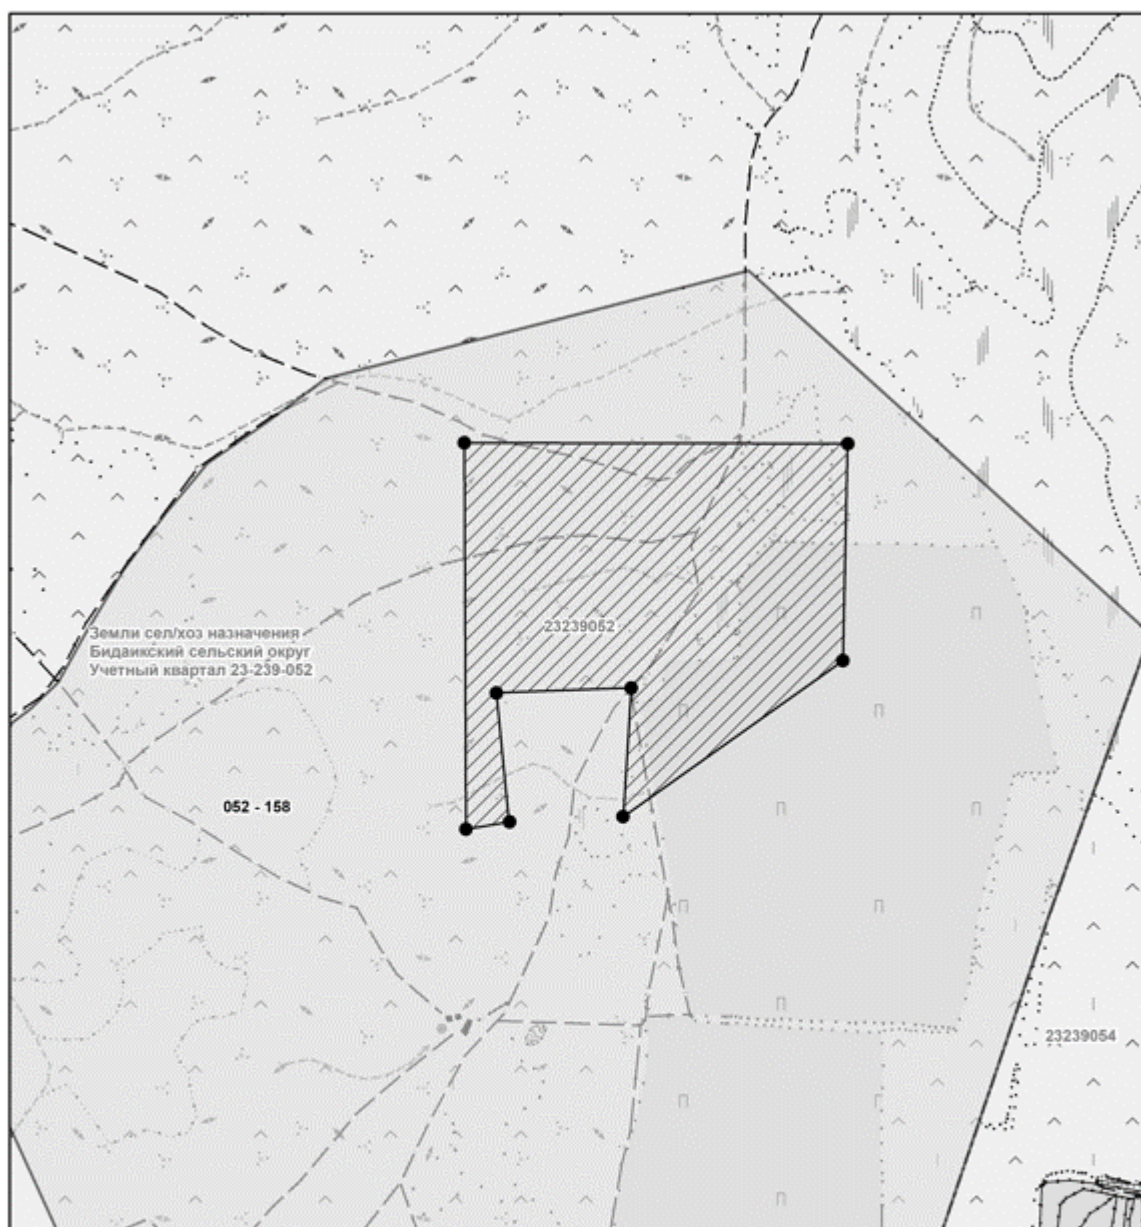 23239052
Земли сел/хоз назначения
Бидаикский сельский округ
Учетный квартал 23-239-052
052 - 158
23239054